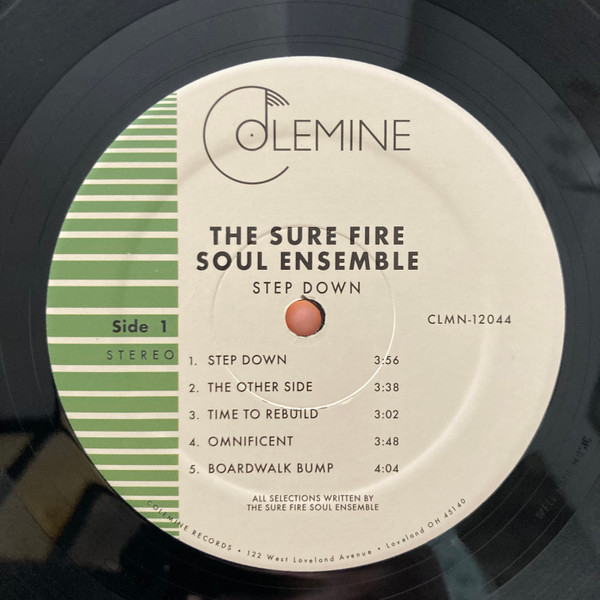 COLEMINE
THE SURE FIRE
SOUL ENSEMBLE
STEP DOWN
CLMN-12044
Side 1
STEREO
1. STEP DOWN 3:56
2. THE OTHER SIDE 3:38
3. TIME TO REBUILD 3:02
4. OMNIFICENT 3:48
5. BOARDWALK BUMP 4:04
ALL SELECTIONS WRITTEN BY
THE SURE FIRE SOUL ENSEMBLE
COLEMINE RECORDS • 122 West Loveland Avenue • Loveland OH 45140